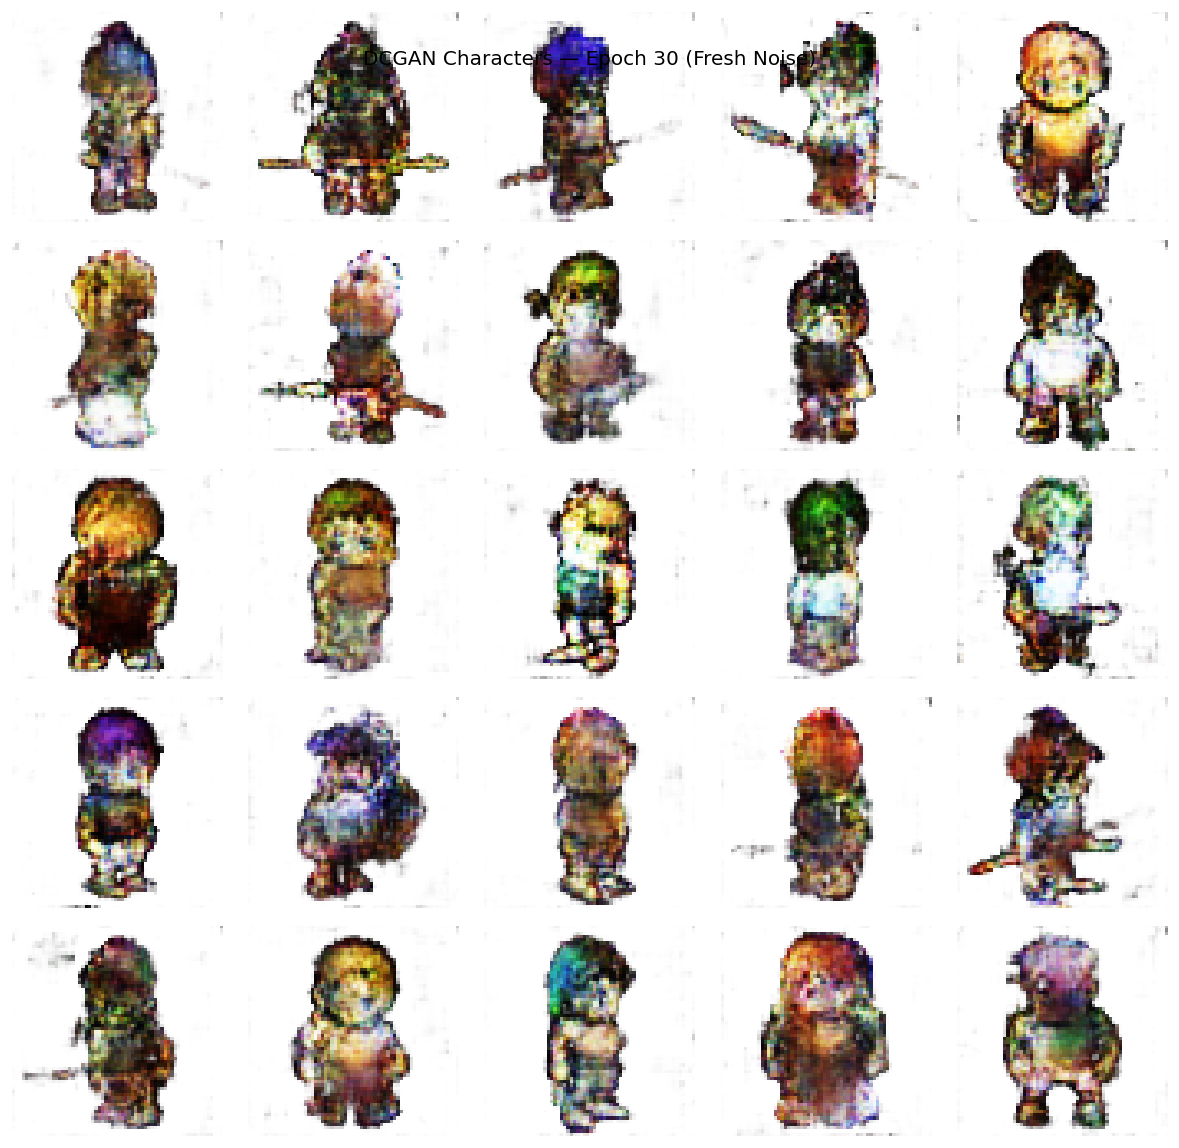 DCGAN Characters — Epoch 30 (Fresh Noise)